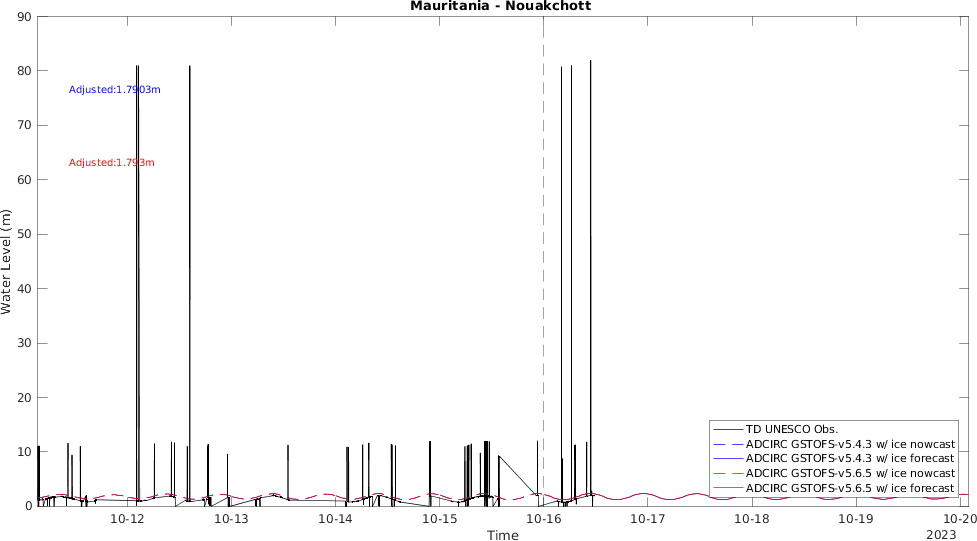 Mauritania - Nouakchott
90
80
70
60
50
40
30
20
10
0
Water Level (m)
Adjusted:1.7903m
Adjusted:1.793m
TD UNESCO Obs.
ADCIRC GSTOFS-v5.4.3 w/ ice nowcast
ADCIRC GSTOFS-v5.4.3 w/ ice forecast
ADCIRC GSTOFS-v5.6.5 w/ ice nowcast
ADCIRC GSTOFS-v5.6.5 w/ ice forecast
10-12 10-13 10-14 10-15 10-16 10-17 10-18 10-19 10-20
Time
2023